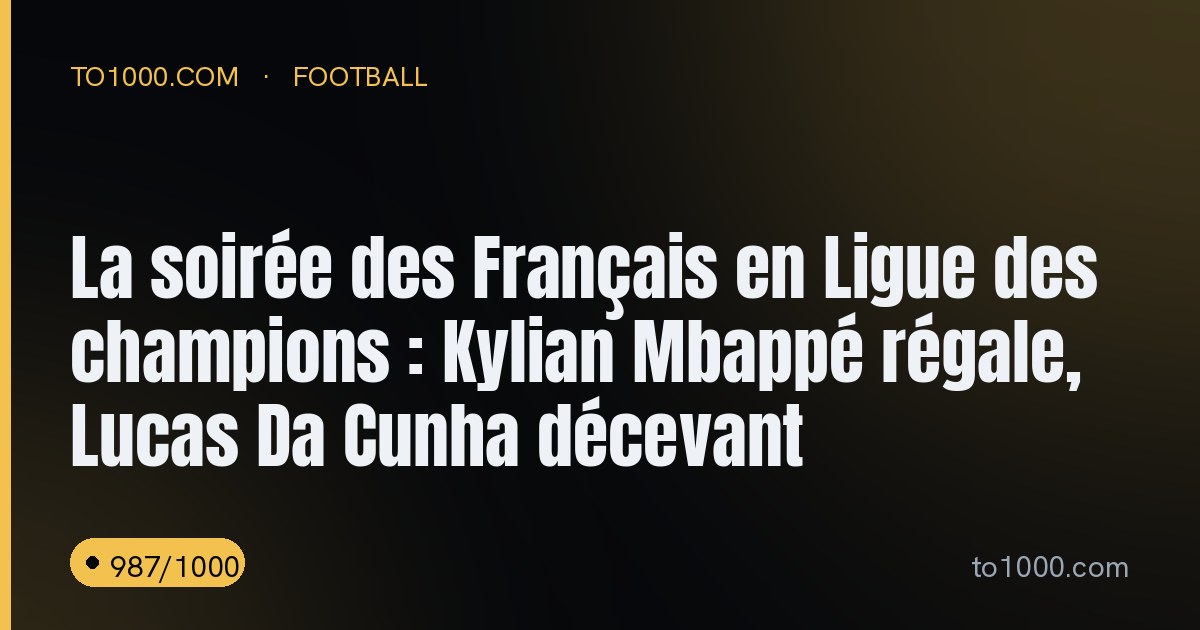 TO1000.COM · FOOTBALL
La soirée des Français en Ligue des
champions : Kylian Mbappé régale,
Lucas Da Cunha décevant
987/1000
to1000.com